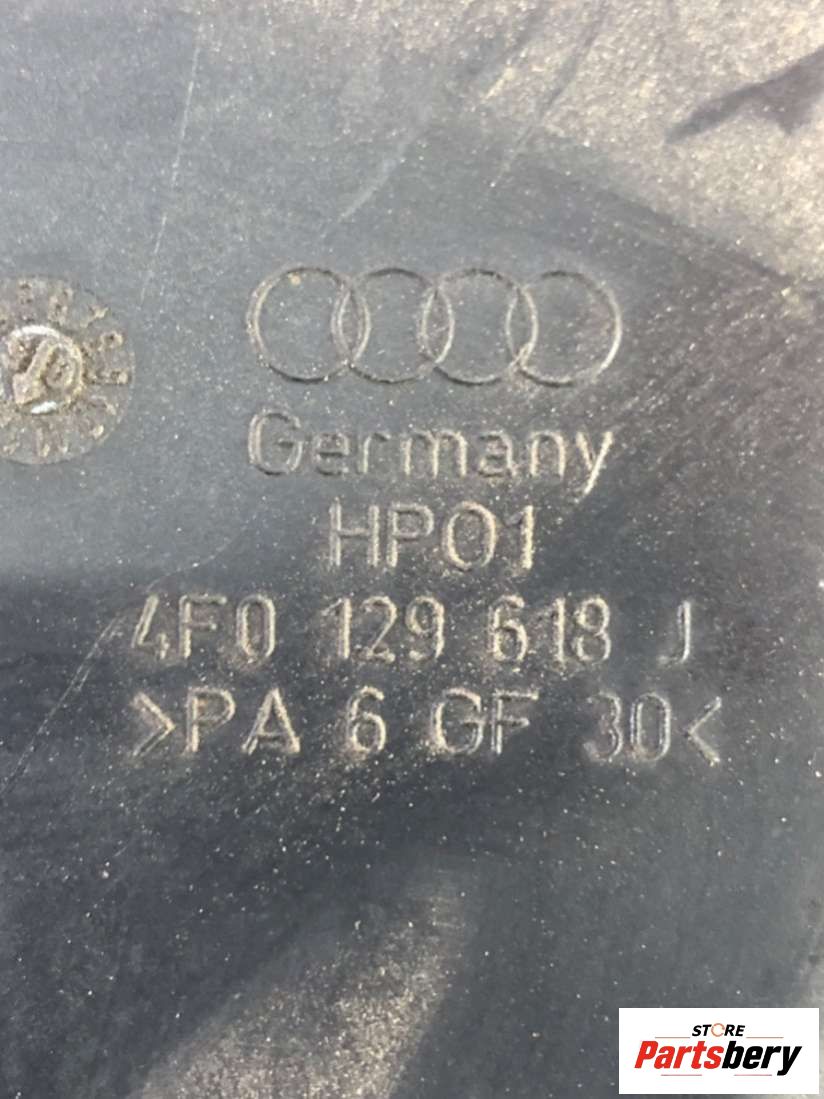 Germany
HP01
4F0 129 618 J
>PA 6 GF 30<
STORE
Partsbery